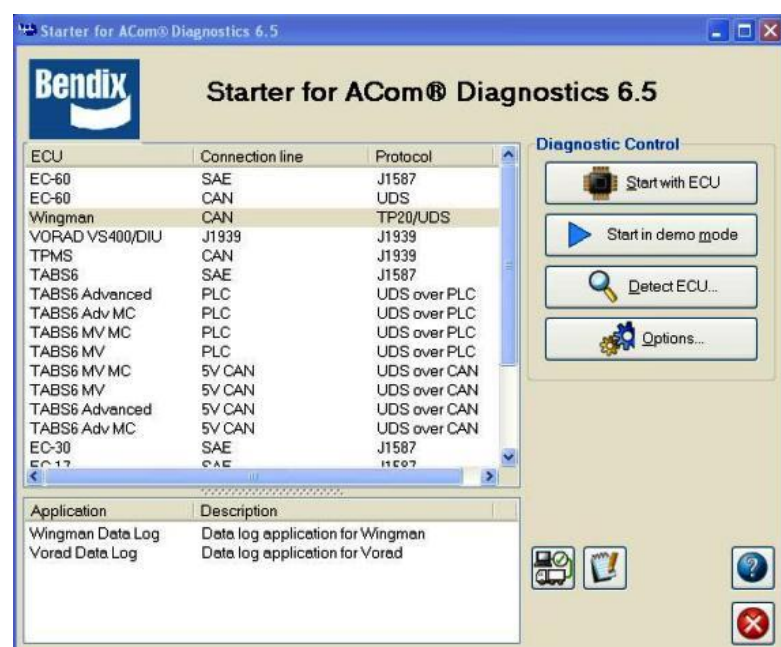 Starter for ACom® Diagnostics 6.5
Bendix
Starter for ACom® Diagnostics 6.5
ECU Connection line Protocol
EC-60 SAE J1587
EC-60 CAN UDS
Wingman CAN TP20/UDS
VORAD VS400/DIU J1939 J1939
TPMS CAN J1939
TABS6 SAE J1587
TABS6 Advanced PLC UDS over PLC
TABS6 Adv MC PLC UDS over PLC
TABS6 MV MC PLC UDS over PLC
TABS6 MV PLC UDS over PLC
TABS6 MV MC 5V CAN UDS over CAN
TABS6 MV 5V CAN UDS over CAN
TABS6 Advanced 5V CAN UDS over CAN
TABS6 Adv MC 5V CAN UDS over CAN
EC-30 SAE J1587
EC-17 SAE J1587
Diagnostic Control
Start with ECU
Start in demo mode
Detect ECU...
Options...
Application Description
Wingman Data Log Data log application for Wingman
Vorad Data Log Data log application for Vorad